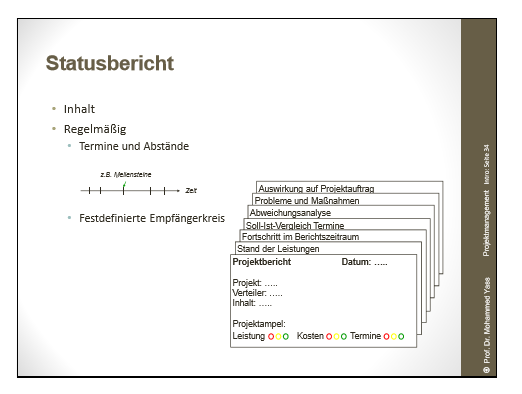 Statusbericht
• Inhalt
• Regelmäßig
• Termine und Abstände
z.B. Meilensteine
Zeit
• Festdefinierte Empfängerkreis
Auswirkung auf Projektauftrag
Probleme und Maßnahmen
Abweichungsanalyse
Soll-Ist-Vergleich Termine
Fortschritt im Berichtszeitraum
Stand der Leistungen
Projektbericht Datum: …..
Projekt: …..
Verteiler: …..
Inhalt: …..
Projektampel:
Leistung Kosten Termine
® Prof. Dr. Mohammed Yass Projektmanagement Intro: Seite 34